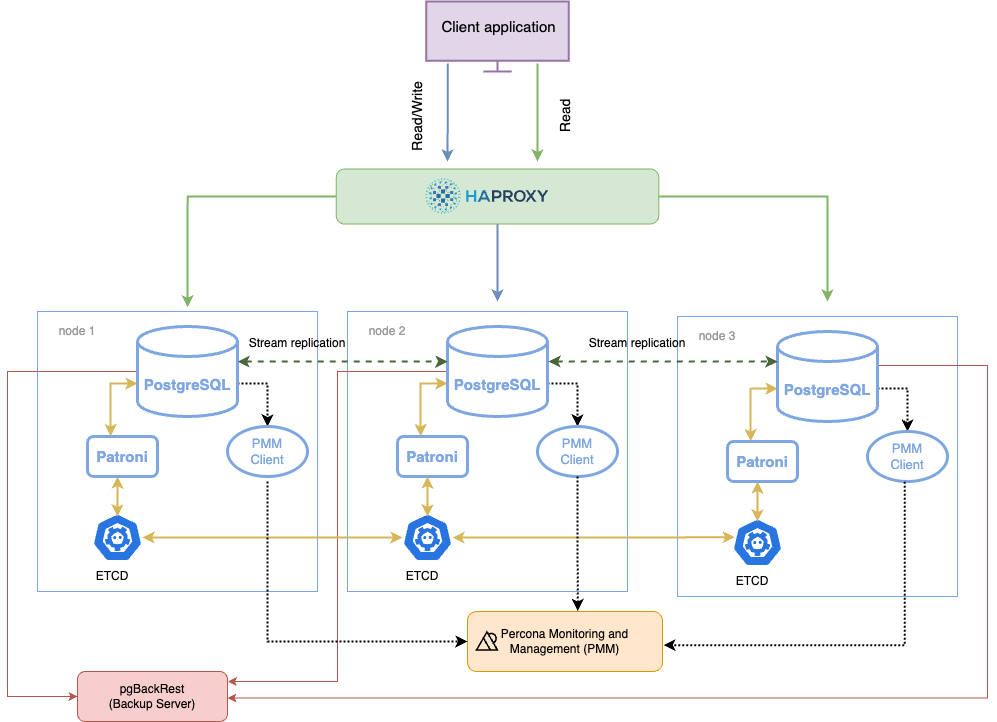 Client application
Read/Write
Read
HAPROXY
node 1
node 2
node 3
Stream replication
Stream replication
PostgreSQL
PostgreSQL
PostgreSQL
Patroni
PMM
Client
Patroni
PMM
Client
Patroni
PMM
Client
ETCD
ETCD
ETCD
Percona Monitoring and
Management (PMM)
pgBackRest
(Backup Server)